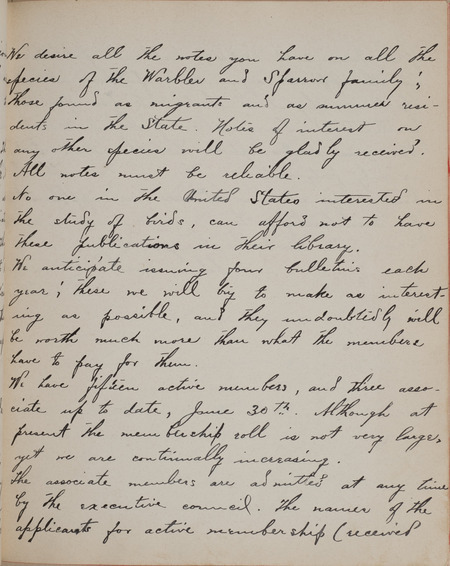 We desire all the notes you have on all the
species of the Warbler and Sparrow family;
those found as migrants and as summer resi-
dents in the State. Notes of interest on
any other species will be gladly received.
All notes must be reliable.
No one in the United States interested in
the study of birds, can afford not to have
these publications in their library.
We anticipate issuing four bulletins each
year; these we will try to make as interest-
ing as possible, and they undoubtedly will
be worth much more than what the members
have to pay for them.
We have fifteen active members, and three asso-
ciate up to date, June 30th. Although at
present the membership roll is not very large,
yet we are continually increasing.
The associate members are admitted at any time
by the executive council. The names of the
applicants for active membership (received